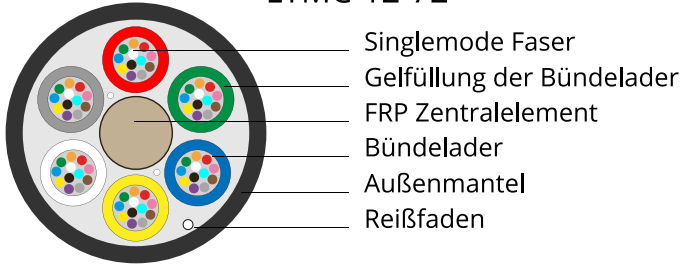 Singlemode Faser
Gelfüllung der Bündelader
FRP Zentralelement
Bündelader
Außenmantel
Reißfaden